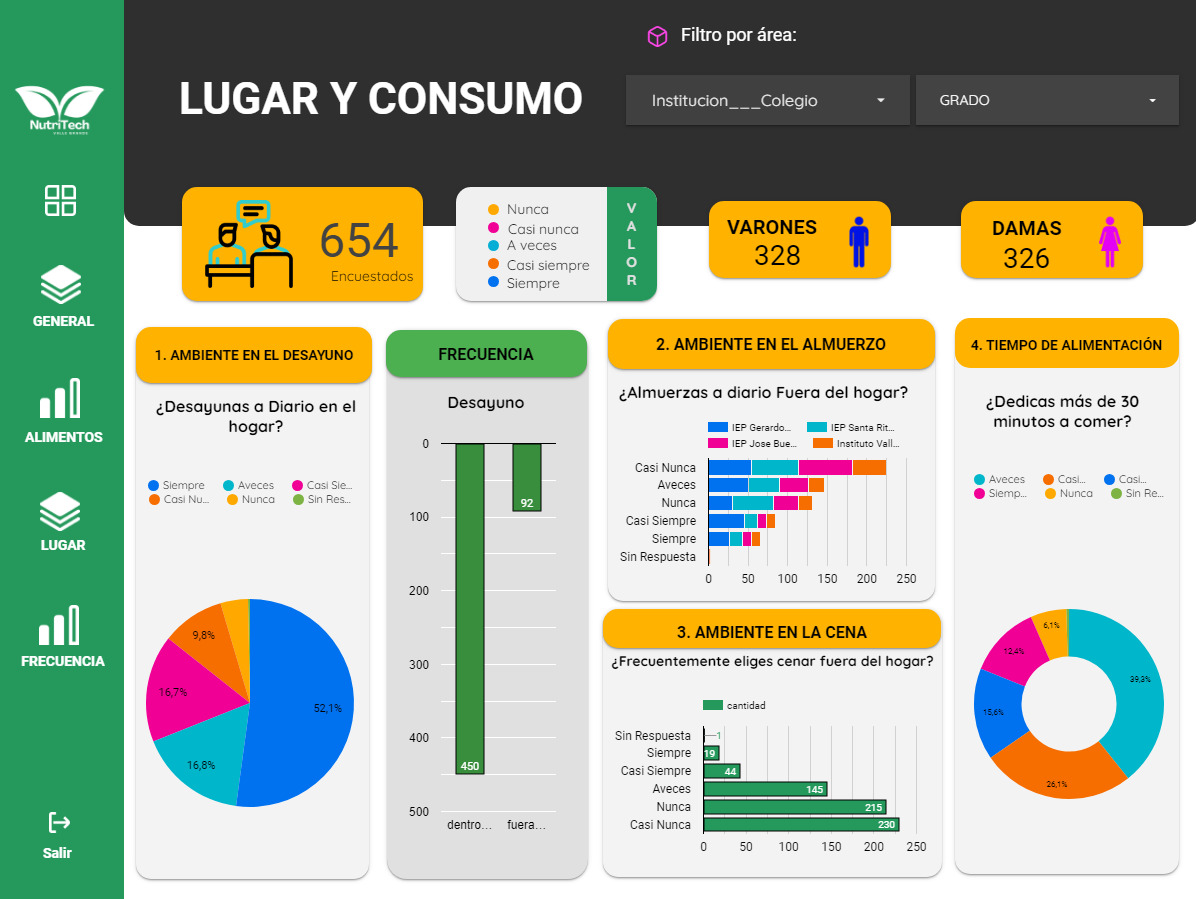 Filtro por área:
LUGAR Y CONSUMO
Institucion___Colegio
GRADO
NutriTech
GENERAL
ALIMENTOS
LUGAR
FRECUENCIA
Salir
654
Encuestados
Nunca
Casi nunca
A veces
Casi siempre
Siempre
VALOR
VARONES
328
DAMAS
326
1. AMBIENTE EN EL DESAYUNO
¿Desayunas a Diario en el
hogar?
Siempre Aveces Casi Sie...
Casi Nu... Nunca Sin Res...
9,8%
16,7%
52,1%
16,8%
FRECUENCIA
Desayuno
0
100
200
300
400
500
92
450
dentro... fuera...
2. AMBIENTE EN EL ALMUERZO
¿Almuerzas a diario Fuera del hogar?
IEP Gerardo... IEP Santa Rit...
IEP Jose Bue... Instituto Vall...
Casi Nunca
Aveces
Nunca
Casi Siempre
Siempre
Sin Respuesta
0 50 100 150 200 250
3. AMBIENTE EN LA CENA
¿Frecuentemente eliges cenar fuera del hogar?
cantidad
Sin Respuesta 1
Siempre 19
Casi Siempre 44
Aveces 145
Nunca 215
Casi Nunca 230
0 50 100 150 200 250
4. TIEMPO DE ALIMENTACIÓN
¿Dedicas más de 30
minutos a comer?
Aveces Casi... Casi...
Siemp... Nunca Sin Re...
6,1%
12,4%
39,3%
15,6%
26,1%